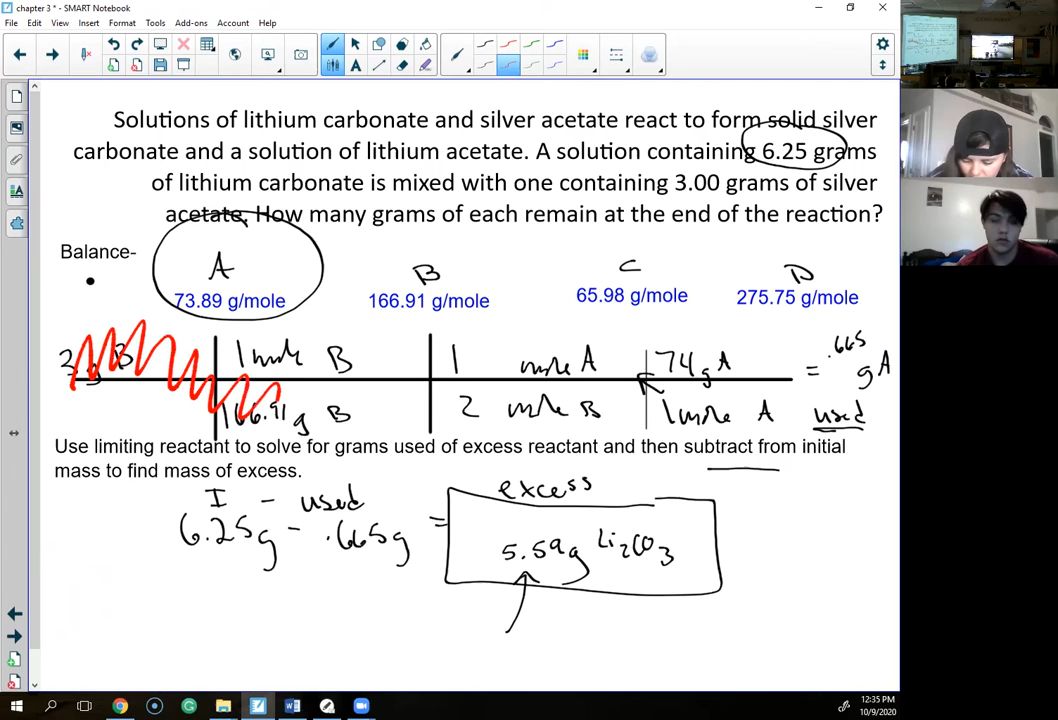 chapter 3 * - SMART Notebook
File Edit View Insert Format Tools Add-ons Account Help
Solutions of lithium carbonate and silver acetate react to form solid silver
carbonate and a solution of lithium acetate. A solution containing 6.25 grams
of lithium carbonate is mixed with one containing 3.00 grams of silver
acetate. How many grams of each remain at the end of the reaction?
Balance-
A B C D
73.89 g/mole 166.91 g/mole 65.98 g/mole 275.75 g/mole
3 g B 1 mole B 1 mole A 74 g A = .665 g A
166.91 g B 2 mole B 1 mole A used
Use limiting reactant to solve for grams used of excess reactant and then subtract from initial
mass to find mass of excess.
I - used excess
6.25g - .665g = 5.59g Li2CO3
12:35 PM
10/9/2020